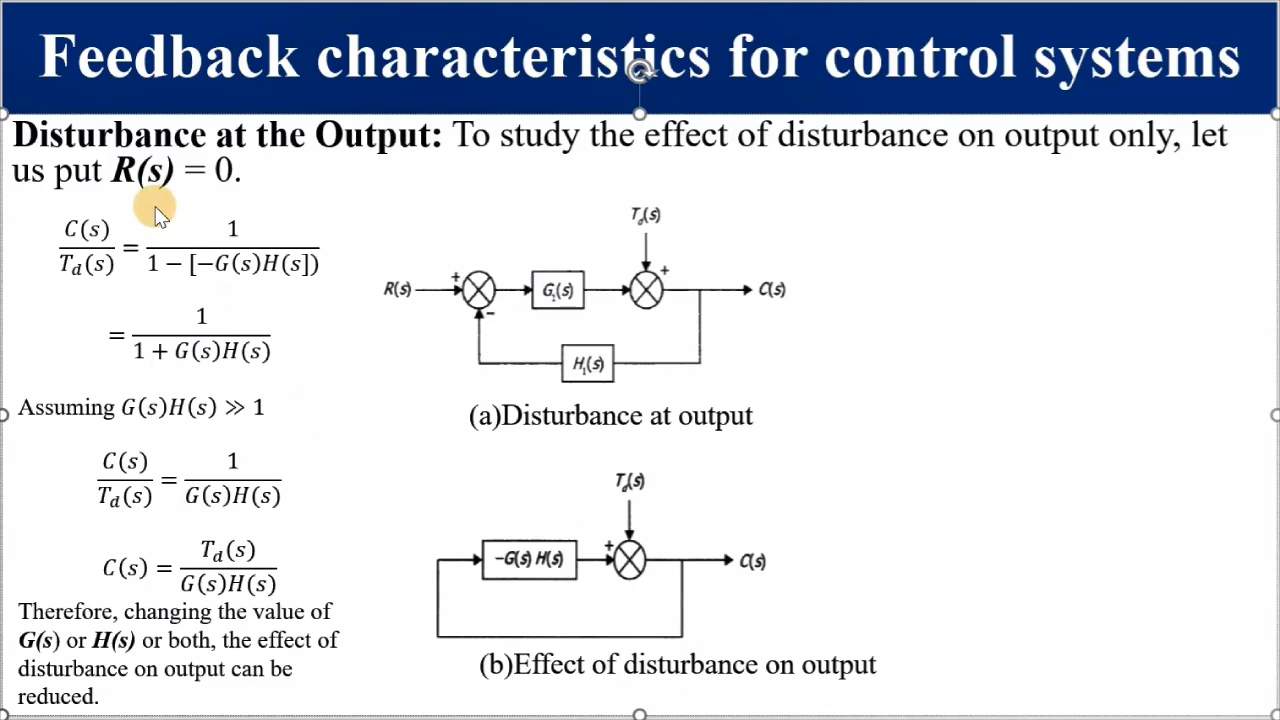 Feedback characteristics for control systems
Disturbance at the Output: To study the effect of disturbance on output only, let
us put R(s) = 0.
C(s)/T_d(s) = 1/(1 − [−G(s)H(s]))
= 1/(1 + G(s)H(s))
Assuming G(s)H(s) ≫ 1
C(s)/T_d(s) = 1/(G(s)H(s))
C(s) = T_d(s)/(G(s)H(s))
Therefore, changing the value of
G(s) or H(s) or both, the effect of
disturbance on output can be
reduced.
T_d(s)
R(s) + G₁(s) + C(s)
−
H₁(s)
(a)Disturbance at output
T_d(s)
−G(s) H(s) + C(s)
(b)Effect of disturbance on output